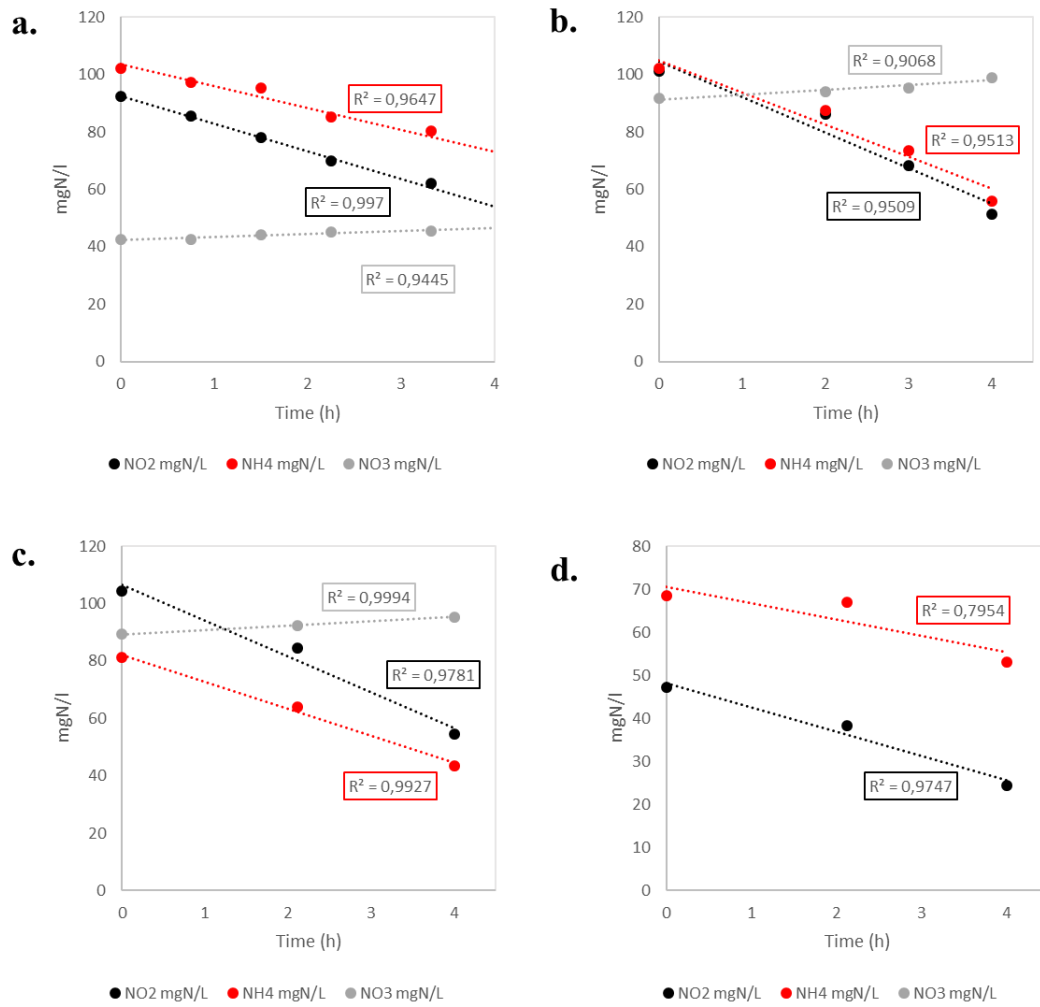 a.
mgN/l
120
100
80
60
40
20
0
R² = 0,9647
R² = 0,997
R² = 0,9445
0 1 2 3 4
Time (h)
NO2 mgN/L NH4 mgN/L NO3 mgN/L
b.
mgN/l
120
100
80
60
40
20
0
R² = 0,9068
R² = 0,9513
R² = 0,9509
0 1 2 3 4
Time (h)
NO2 mgN/L NH4 mgN/L NO3 mgN/L
c.
mgN/l
120
100
80
60
40
20
0
R² = 0,9994
R² = 0,9781
R² = 0,9927
0 1 2 3 4
Time (h)
NO2 mgN/L NH4 mgN/L NO3 mgN/L
d.
mgN/l
80
70
60
50
40
30
20
10
0
R² = 0,7954
R² = 0,9747
0 1 2 3 4
Time (h)
NO2 mgN/L NH4 mgN/L NO3 mgN/L